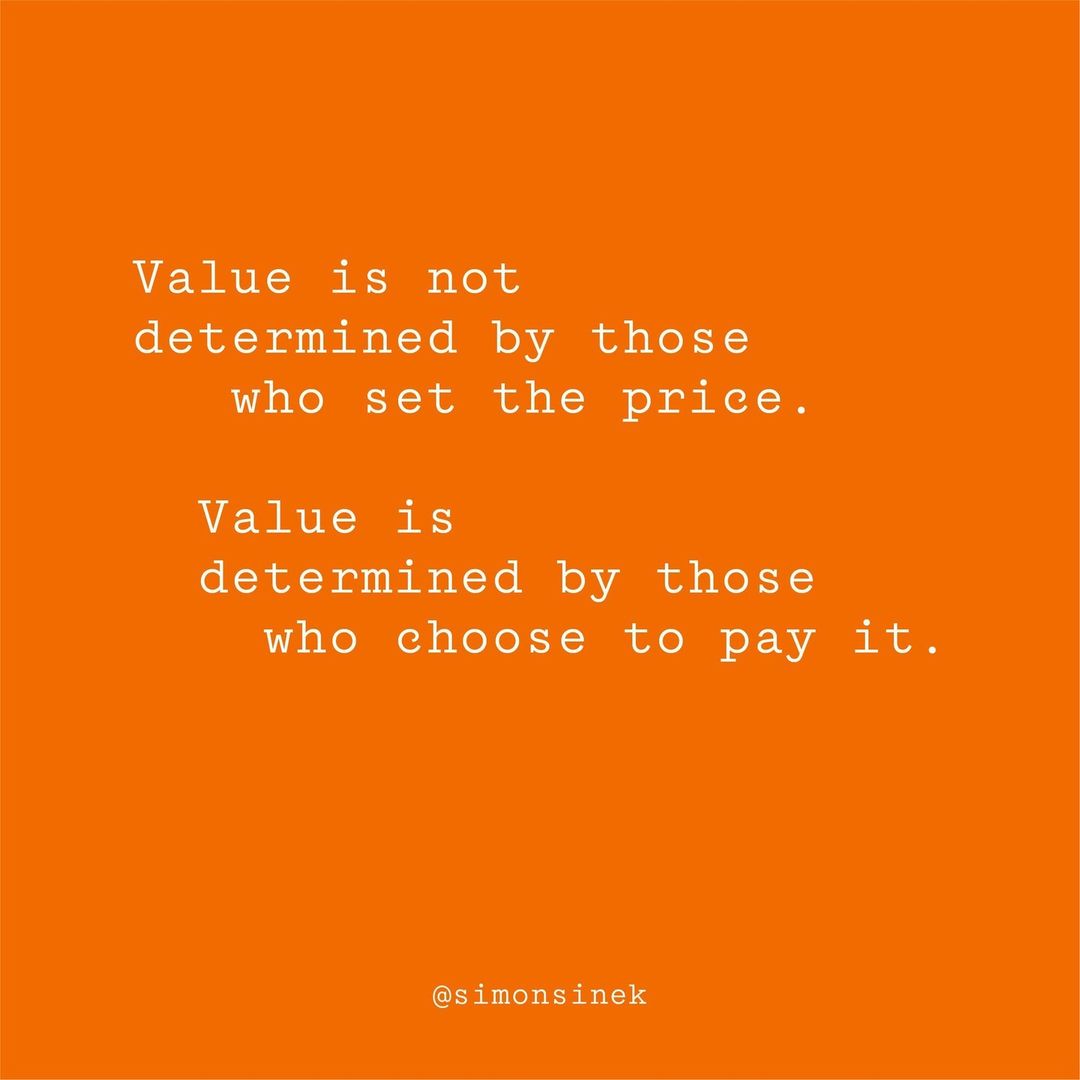 Value is not
determined by those
who set the price.
Value is
determined by those
who choose to pay it.
@simonsinek